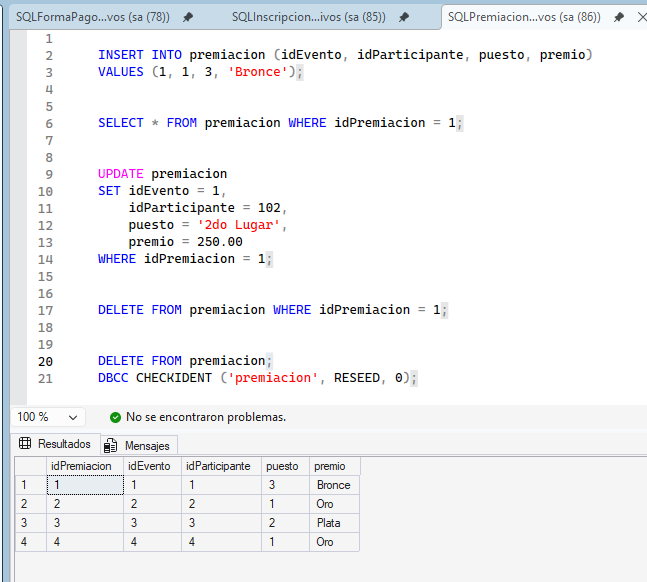 SQLFormaPago...vos (sa (78))
SQLInscripcion...ivos (sa (85))
SQLPremiacion...vos (sa (86))
1
2 INSERT INTO premiacion (idEvento, idParticipante, puesto, premio)
3 VALUES (1, 1, 3, 'Bronce');
4
5
6 SELECT * FROM premiacion WHERE idPremiacion = 1;
7
8
9 UPDATE premiacion
10 SET idEvento = 1,
11 idParticipante = 102,
12 puesto = '2do Lugar',
13 premio = 250.00
14 WHERE idPremiacion = 1;
15
16
17 DELETE FROM premiacion WHERE idPremiacion = 1;
18
19
20 DELETE FROM premiacion;
21 DBCC CHECKIDENT ('premiacion', RESEED, 0);
100 % No se encontraron problemas.
Resultados Mensajes
idPremiacion idEvento idParticipante puesto premio
1 1 1 1 3 Bronce
2 2 2 2 1 Oro
3 3 3 3 2 Plata
4 4 4 4 1 Oro